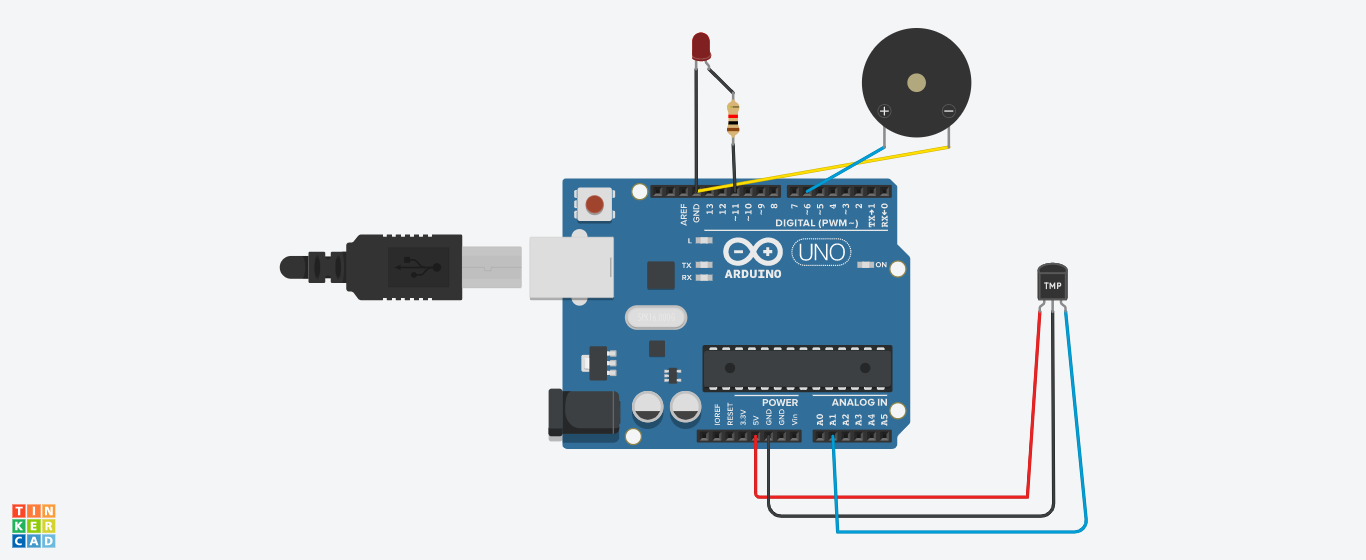 + −
AREF
GND
13
12
~11
~10
~9
8
7
~6
~5
4
~3
2
TX→1
RX←0
DIGITAL (PWM~)
L
TX
RX
UNO
ARDUINO
ON
TMP
POWER
ANALOG IN
IOREF
RESET
3.3V
5V
GND
GND
Vin
A0
A1
A2
A3
A4
A5
TIN
KER
CAD